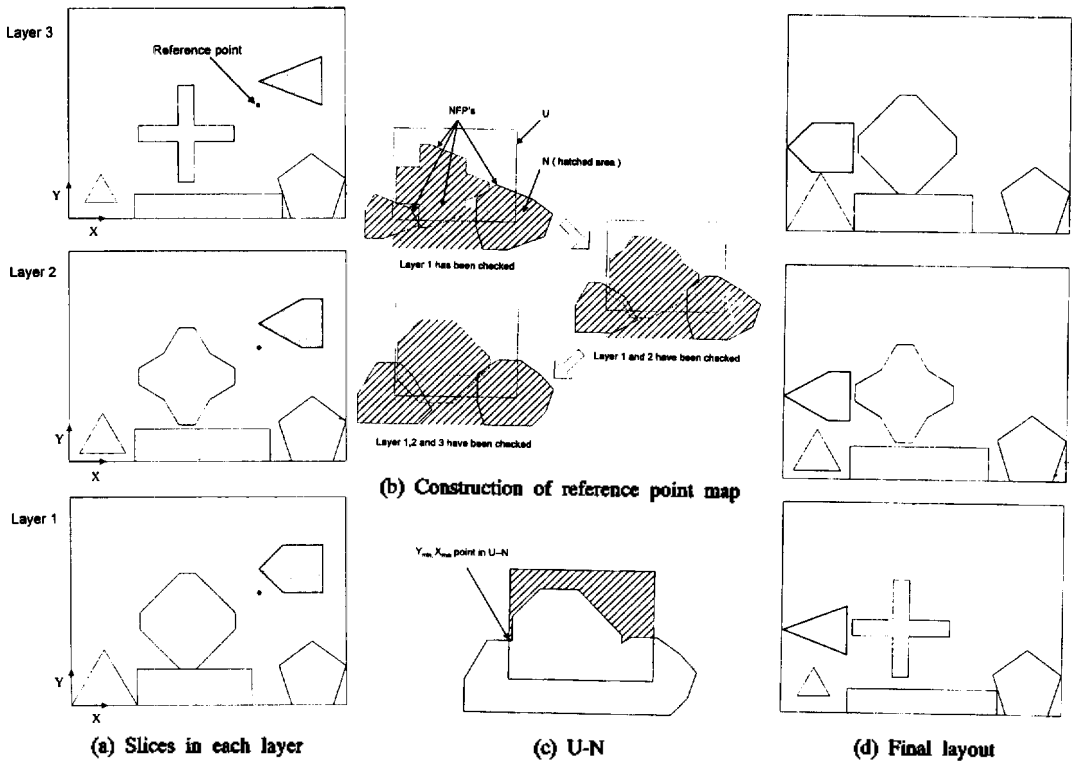 Layer 3
Reference point
Y
X
Layer 2
Y
X
Layer 1
Y
X
(a) Slices in each layer
NFP's
U
N ( hatched area )
Layer 1 has been checked
Layer 1 and 2 have been checked
Layer 1,2 and 3 have been checked
(b) Construction of reference point map
point in U–N
(c) U-N
(d) Final layout